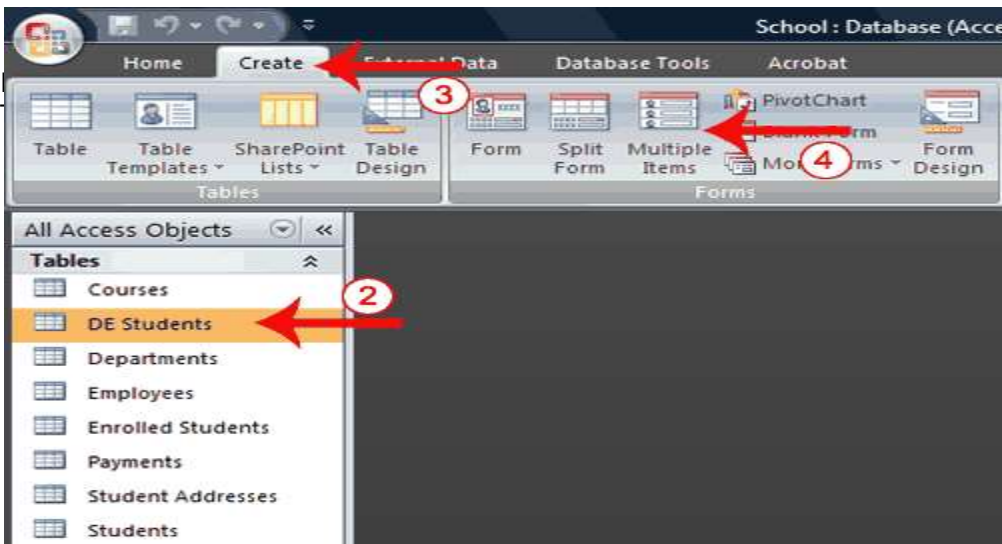 School : Database (Acce
Home Create External Data Database Tools Acrobat
3
PivotChart
Table Table Templates SharePoint Lists Table Design Form Split Form Multiple Items Form Design
4
Tables Forms
All Access Objects
Tables
Courses
2
DE Students
Departments
Employees
Enrolled Students
Payments
Student Addresses
Students